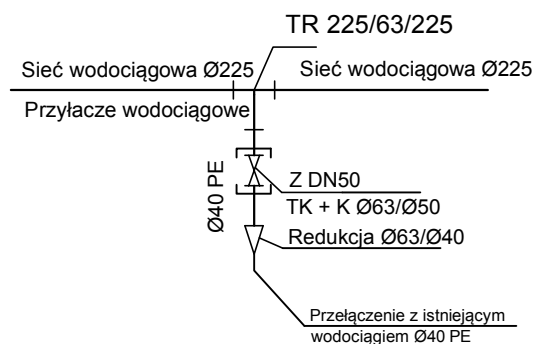 TR 225/63/225
Sieć wodociągowa Ø225
Sieć wodociągowa Ø225
Przyłacze wodociągowe
Ø40 PE
Z DN50
TK + K Ø63/Ø50
Redukcja Ø63/Ø40
Przełączenie z istniejącym
wodociągiem Ø40 PE